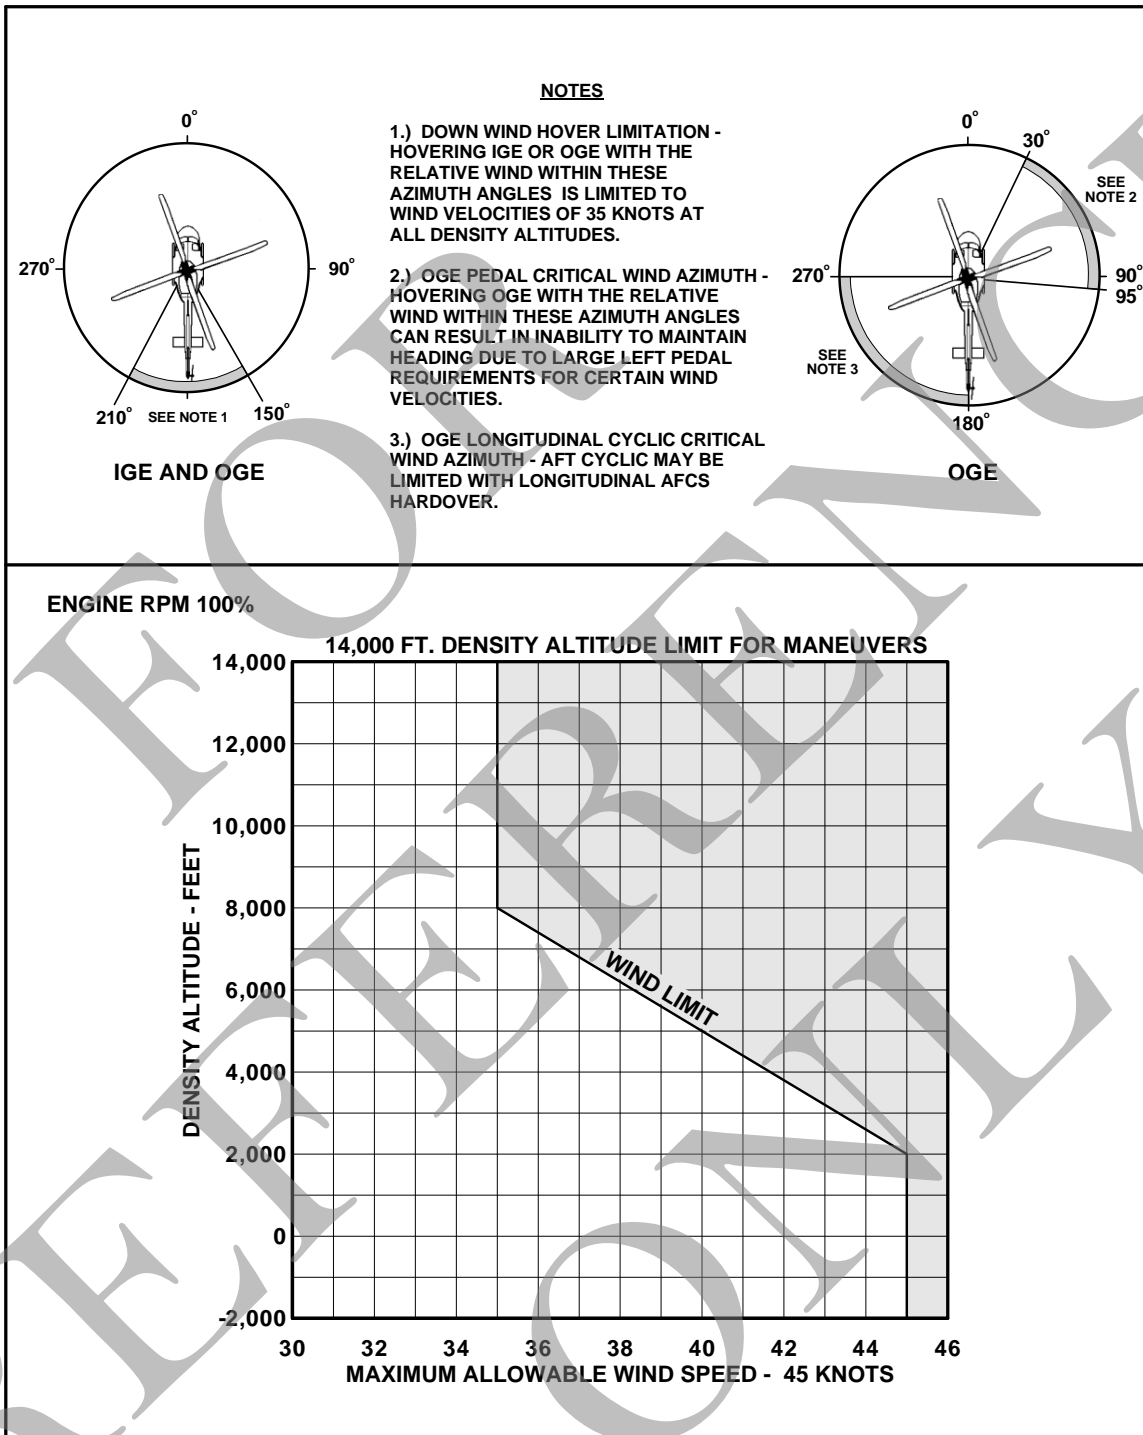 NOTES
0°
90°
270°
210°
SEE NOTE 1
150°
IGE AND OGE
1.) DOWN WIND HOVER LIMITATION -
HOVERING IGE OR OGE WITH THE
RELATIVE WIND WITHIN THESE
AZIMUTH ANGLES IS LIMITED TO
WIND VELOCITIES OF 35 KNOTS AT
ALL DENSITY ALTITUDES.
2.) OGE PEDAL CRITICAL WIND AZIMUTH -
HOVERING OGE WITH THE RELATIVE
WIND WITHIN THESE AZIMUTH ANGLES
CAN RESULT IN INABILITY TO MAINTAIN
HEADING DUE TO LARGE LEFT PEDAL
REQUIREMENTS FOR CERTAIN WIND
VELOCITIES.
3.) OGE LONGITUDINAL CYCLIC CRITICAL
WIND AZIMUTH - AFT CYCLIC MAY BE
LIMITED WITH LONGITUDINAL AFCS
HARDOVER.
0°
30°
SEE
NOTE 2
270°
90°
95°
SEE
NOTE 3
180°
OGE
ENGINE RPM 100%
14,000 FT. DENSITY ALTITUDE LIMIT FOR MANEUVERS
14,000
12,000
10,000
8,000
6,000
4,000
2,000
0
-2,000
DENSITY ALTITUDE - FEET
WIND LIMIT
30 32 34 36 38 40 42 44 46
MAXIMUM ALLOWABLE WIND SPEED - 45 KNOTS
FOR
REFERENCE
ONLY